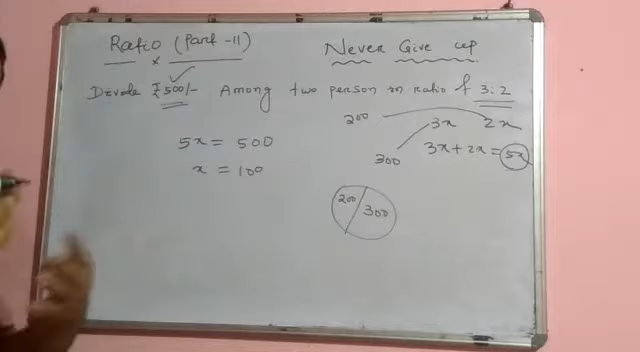 Ratio (Part -11)
Never Give up
Devide ₹500/- Among two person in ratio of 3:2
200 3x 2x
5x = 500
300 3x+2x=5x
x = 100
200 300